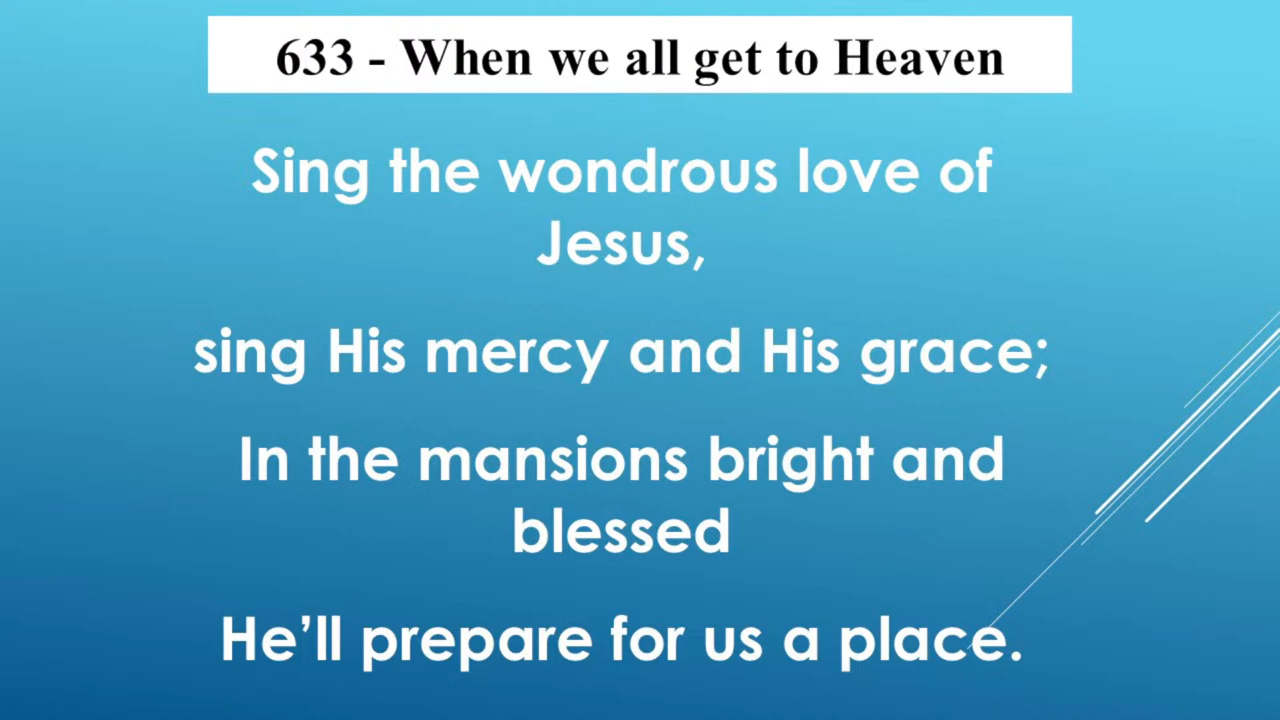 633 - When we all get to Heaven
Sing the wondrous love of
Jesus,
sing His mercy and His grace;
In the mansions bright and
blessed
He’ll prepare for us a place.